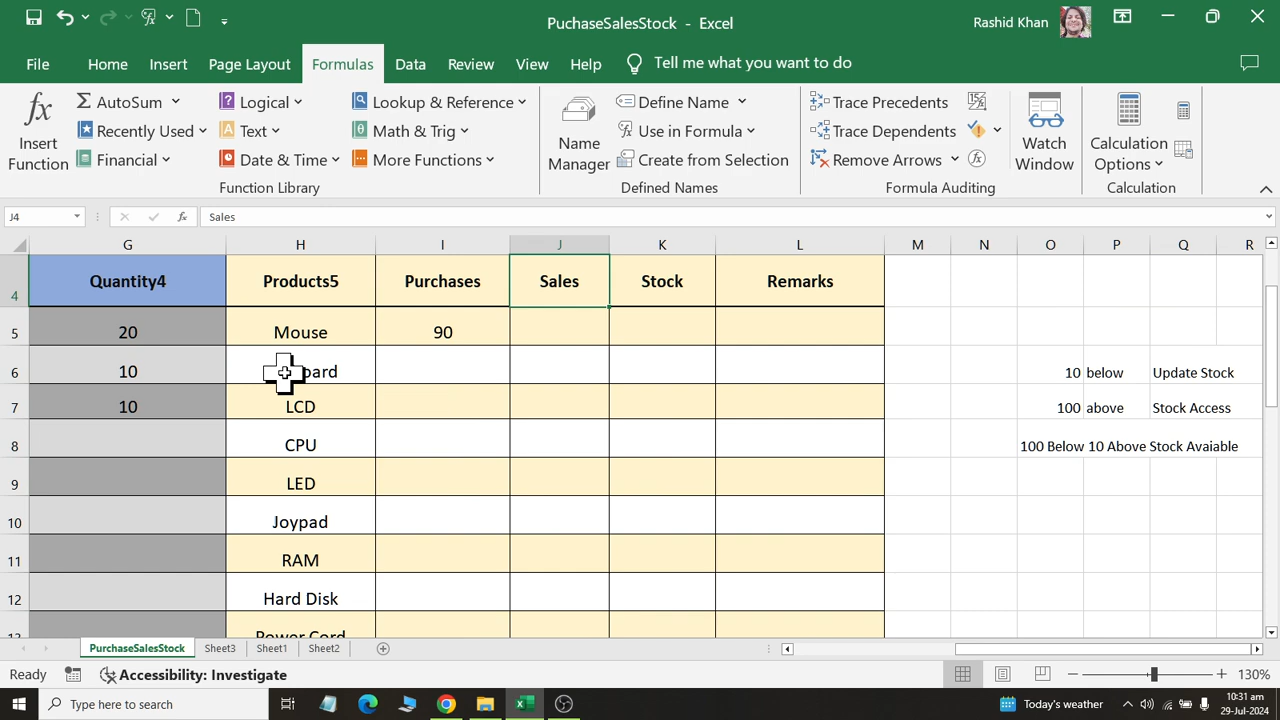 PuchaseSalesStock - Excel
Rashid Khan
File Home Insert Page Layout Formulas Data Review View Help Tell me what you want to do
fx Insert Function
AutoSum
Recently Used
Financial
Logical
Text
Date & Time
Lookup & Reference
Math & Trig
More Functions
Function Library
Name Manager
Define Name
Use in Formula
Create from Selection
Defined Names
Trace Precedents
Trace Dependents
Remove Arrows
Formula Auditing
Watch Window
Calculation Options
Calculation
J4 fx Sales
G H I J K L M N O P Q R
4 Quantity4 Products5 Purchases Sales Stock Remarks
5 20 Mouse 90
6 10 10 below Update Stock
7 10 LCD 100 above Stock Access
8 CPU 100 Below 10 Above Stock Avaiable
9 LED
10 Joypad
11 RAM
12 Hard Disk
13 Power Cord
PurchaseSalesStock Sheet3 Sheet1 Sheet2
Ready Accessibility: Investigate 130%
Type here to search Today's weather 10:31 am
29-Jul-2024